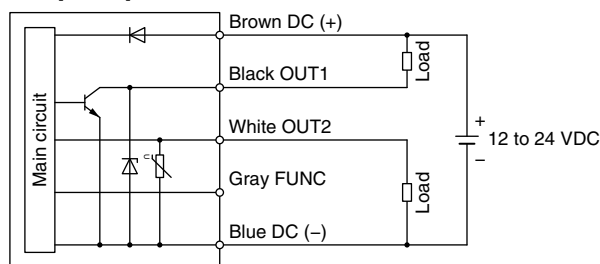 Brown DC (+)
Load
Black OUT1
Main circuit
White OUT2
+
12 to 24 VDC
−
Gray FUNC
Load
Blue DC (−)